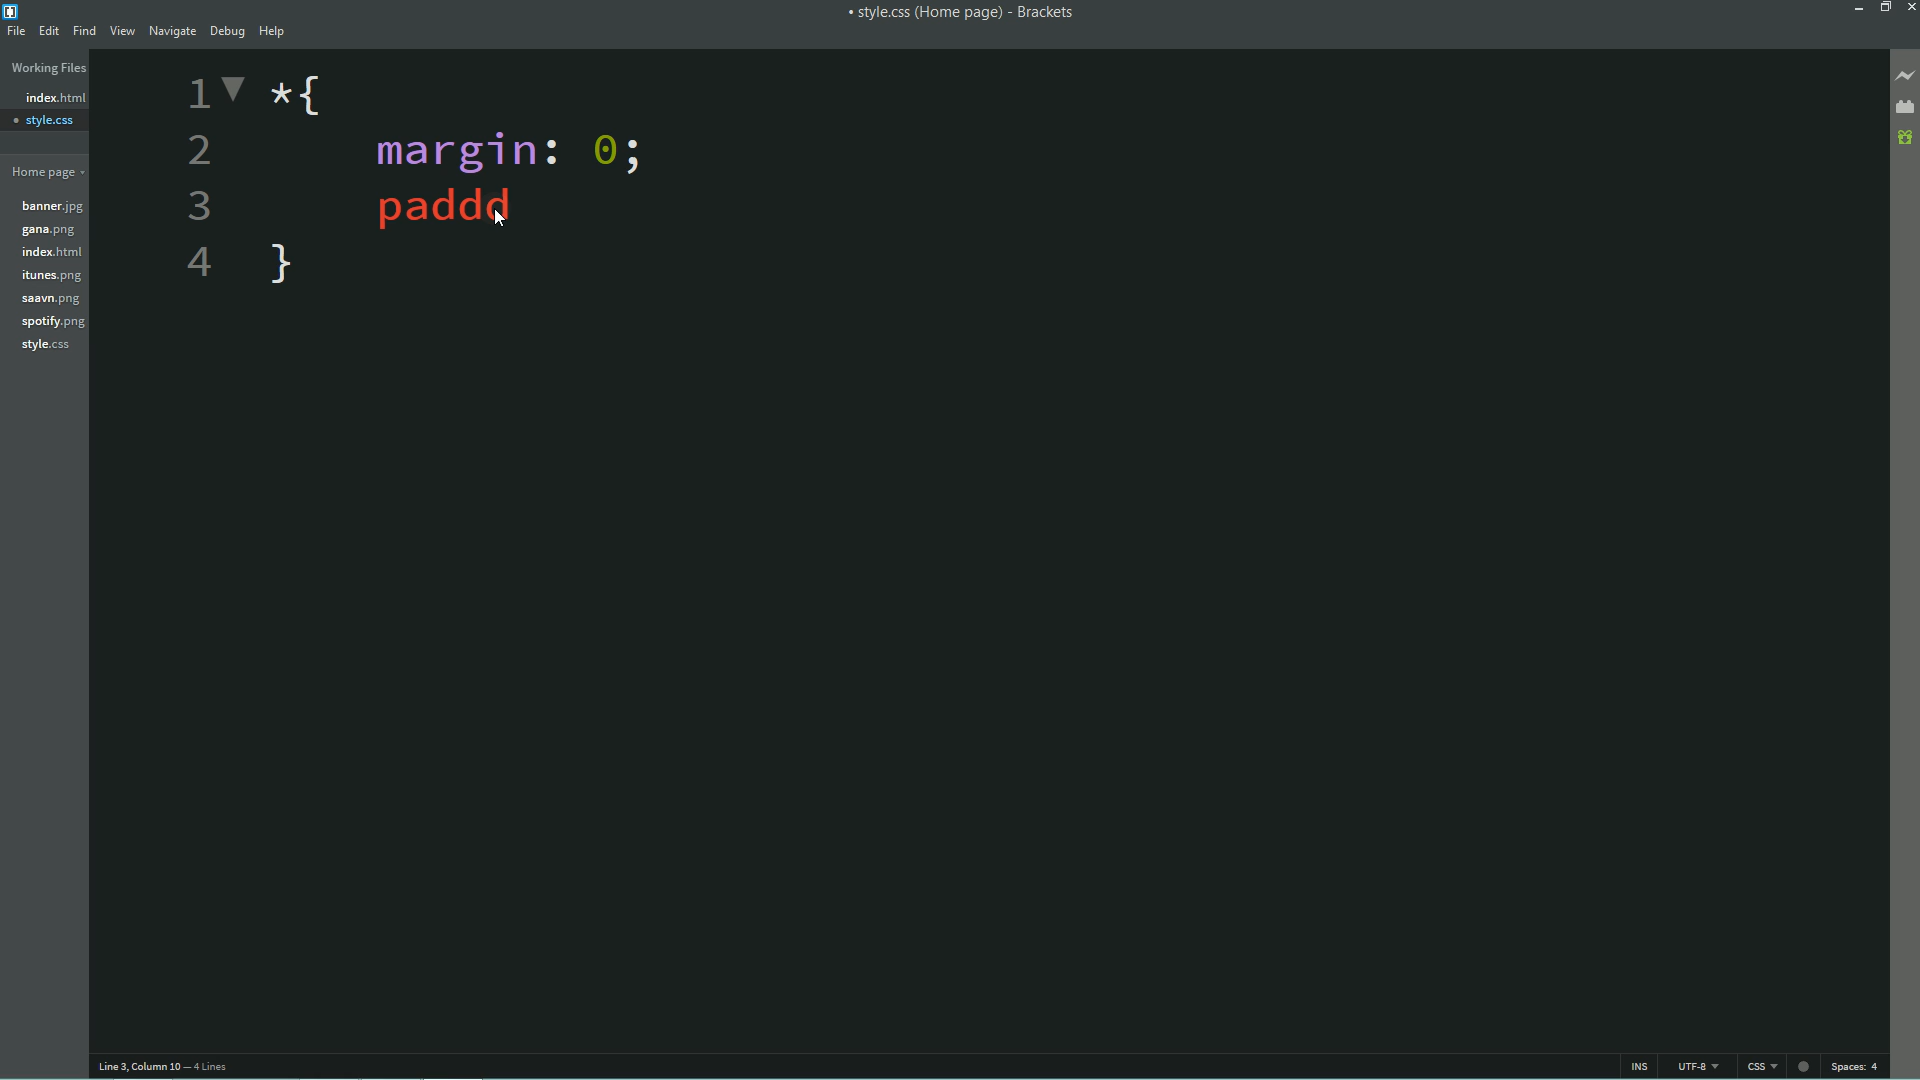 • style.css (Home page) - Brackets
File Edit Find View Navigate Debug Help
Working Files
index.html
• style.css
Home page
banner.jpg
gana.png
index.html
itunes.png
saavn.png
spotify.png
style.css
1 *{
2 margin: 0;
3 paddd
4 }
Line 3, Column 10 — 4 Lines
INS UTF-8 CSS Spaces: 4